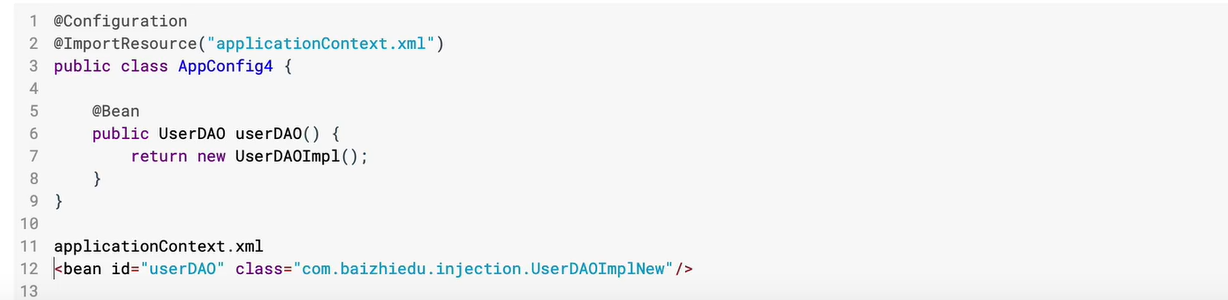 1 @Configuration
2 @ImportResource("applicationContext.xml")
3 public class AppConfig4 {
4
5     @Bean
6     public UserDAO userDAO() {
7         return new UserDAOImpl();
8     }
9 }
10
11 applicationContext.xml
12 <bean id="userDAO" class="com.baizhiedu.injection.UserDAOImplNew"/>
13